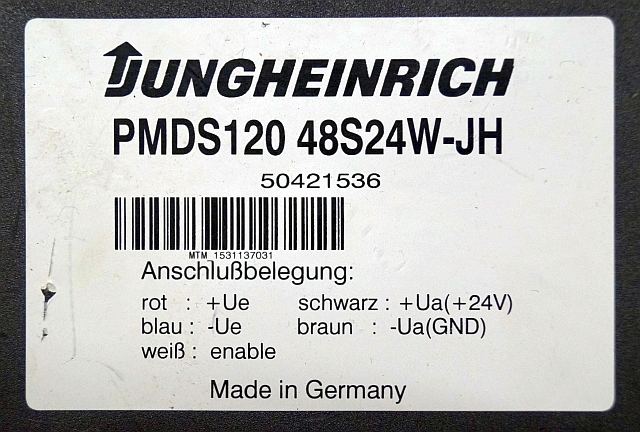 JUNGHEINRICH
PMDS120 48S24W-JH
50421536
MTM 1531137031
Anschlußbelegung:
rot : +Ue schwarz : +Ua(+24V)
blau : -Ue braun : -Ua(GND)
weiß : enable
Made in Germany